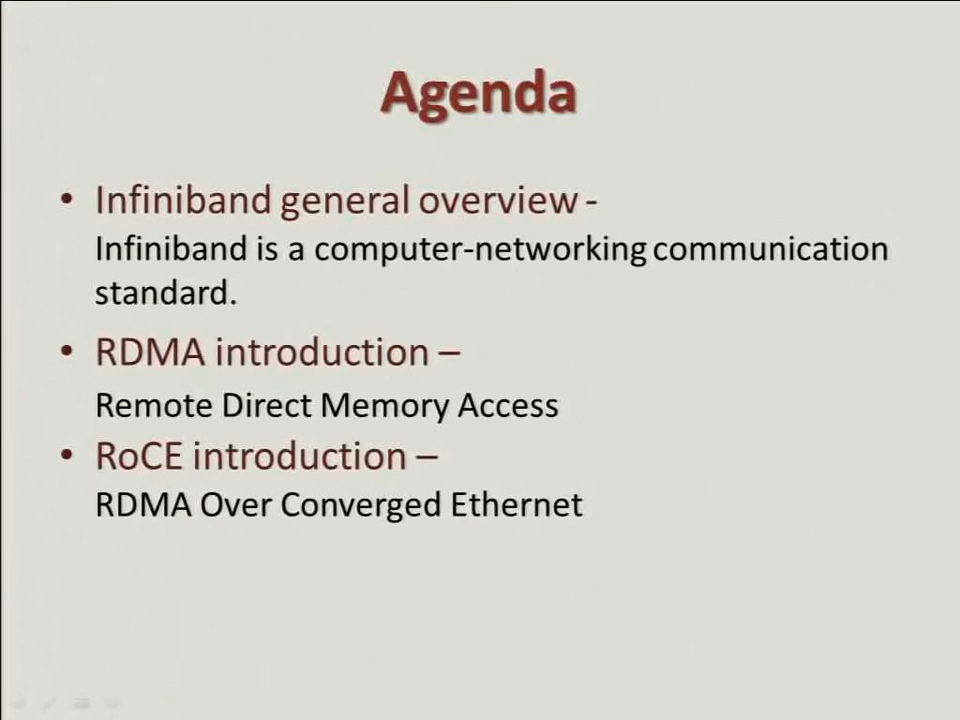 Agenda
• Infiniband general overview -
Infiniband is a computer-networking communication
standard.
• RDMA introduction –
Remote Direct Memory Access
• RoCE introduction –
RDMA Over Converged Ethernet